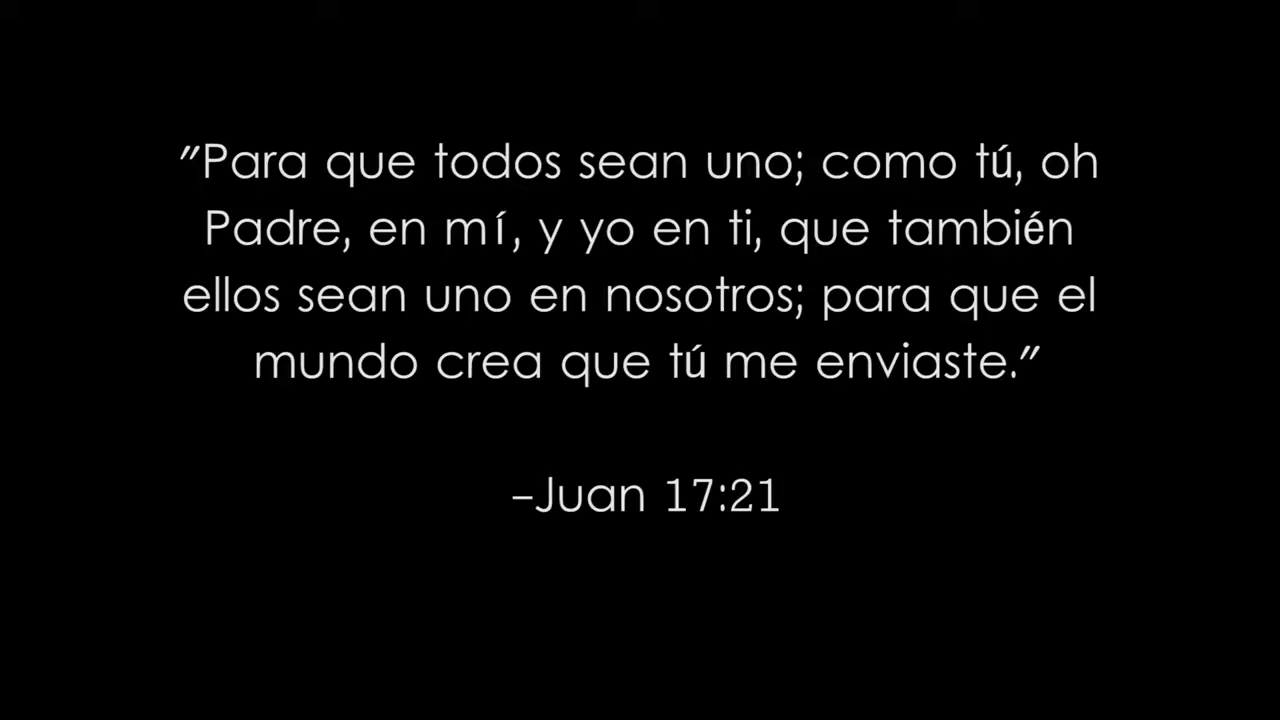 "Para que todos sean uno; como tú, oh
Padre, en mí, y yo en ti, que también
ellos sean uno en nosotros; para que el
mundo crea que tú me enviaste."
–Juan 17:21